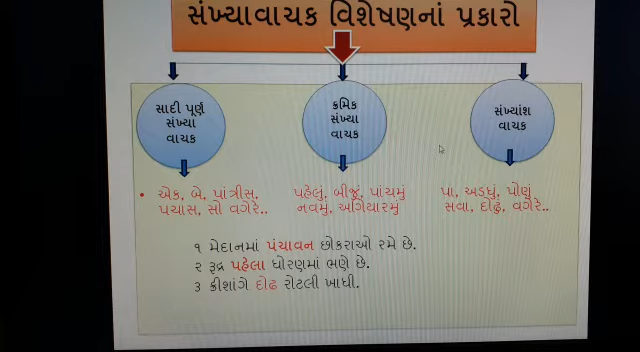 સંખ્યાવાચક વિશેષણનાં પ્રકારો
સાદી પૂર્ણ
સંખ્યા
વાચક
ક્રમિક
સંખ્યા
વાચક
સંખ્યાંશ
વાચક
• એક, બે, પાંત્રીસ,
પચાસ, સો વગેરે..
પહેલું, બીજું, પાંચમું
નવમું, અગિયારમું
પા, અડધું, પોણું
સવા, દોઢ, વગેરે..
૧ મેદાનમાં પંચાવન છોકરાઓ રમે છે.
૨ રૂદ્ર પહેલા ધોરણમાં ભણે છે.
૩ ક્રીશાંગે દોઢ રોટલી ખાધી.